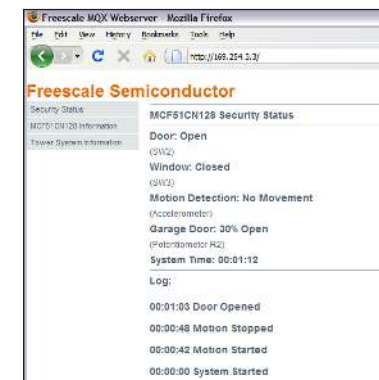 Freescale MQX Webserver - Mozilla Firefox
File Edit View History Bookmarks Tools Help
http://169.254.3.3/
Freescale Semiconductor
Security Status
MCF51CN128 Information
Tower System Information
MCF51CN128 Security Status
Door: Open
(SW2)
Window: Closed
(SW3)
Motion Detection: No Movement
(Accelerometer)
Garage Door: 30% Open
(Potentiometer R2)
System Time: 00:01:12
Log:
00:01:03 Door Opened
00:00:48 Motion Stopped
00:00:42 Motion Started
00:00:00 System Started